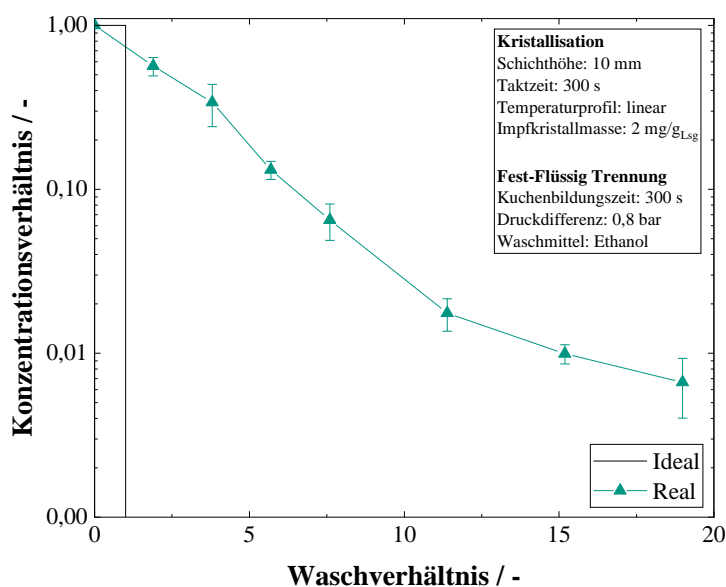 1,00
0,10
0,01
0,00
Konzentrationsverhältnis / -
Kristallisation
Schichthöhe: 10 mm
Taktzeit: 300 s
Temperaturprofil: linear
Impfkristallmasse: 2 mg/g_Lsg
Fest-Flüssig Trennung
Kuchenbildungszeit: 300 s
Druckdifferenz: 0,8 bar
Waschmittel: Ethanol
Ideal
Real
0
5
10
15
20
Waschverhältnis / -